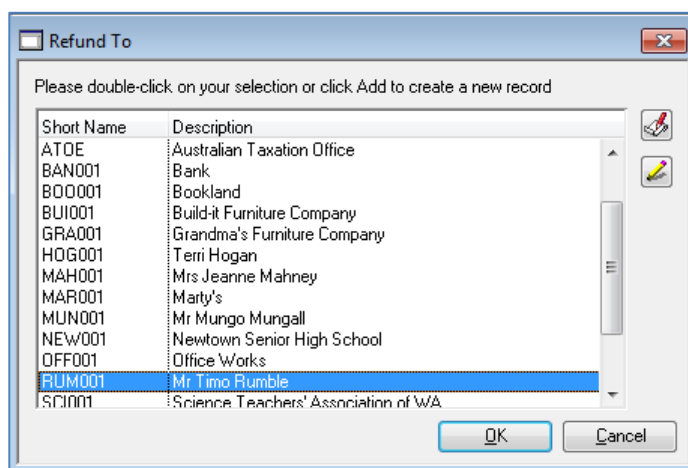 Refund To
Please double-click on your selection or click Add to create a new record
Short Name Description
ATOE Australian Taxation Office
BAN001 Bank
BOO001 Bookland
BUI001 Build-it Furniture Company
GRA001 Grandma's Furniture Company
HOG001 Terri Hogan
MAH001 Mrs Jeanne Mahney
MAR001 Marty's
MUN001 Mr Mungo Mungall
NEW001 Newtown Senior High School
OFF001 Office Works
RUM001 Mr Timo Rumble
SCI001 Science Teachers' Association of WA
OK Cancel